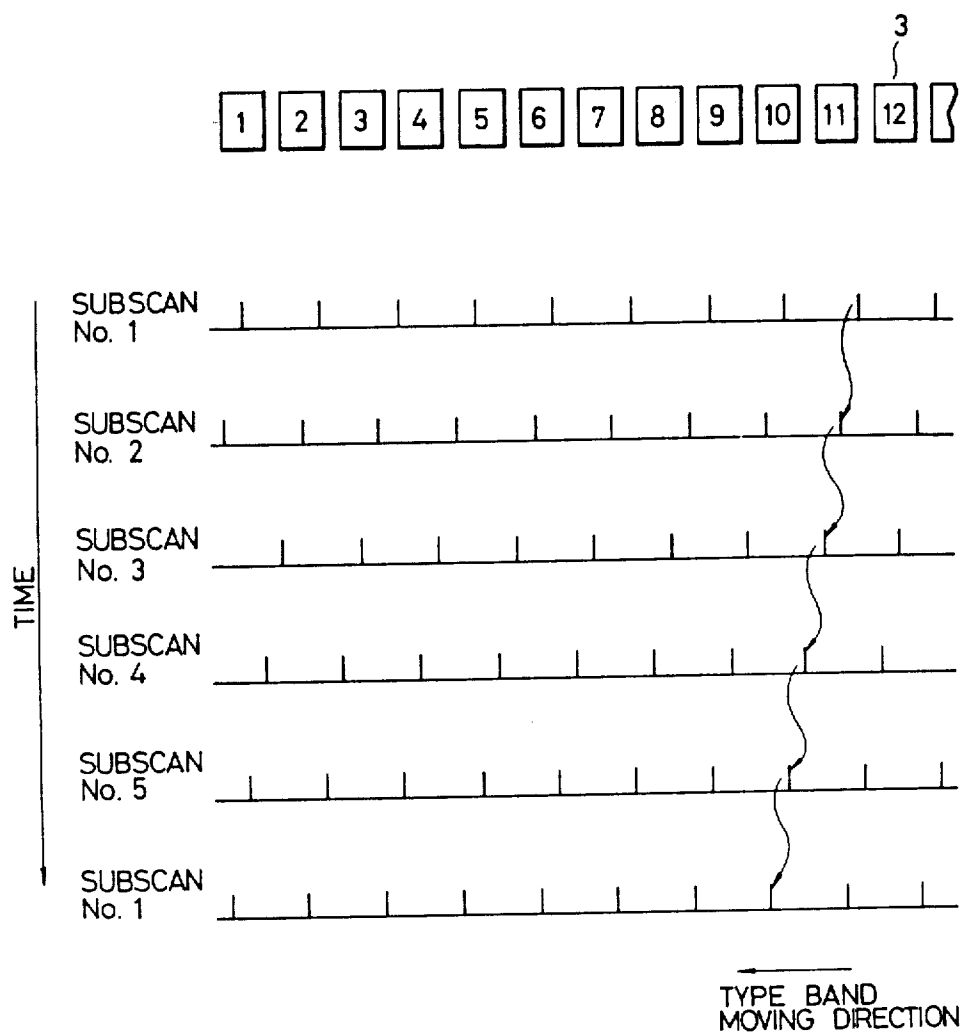 3
1 2 3 4 5 6 7 8 9 10 11 12
SUBSCAN
No. 1
SUBSCAN
No. 2
SUBSCAN
No. 3
TIME
SUBSCAN
No. 4
SUBSCAN
No. 5
SUBSCAN
No. 1
TYPE BAND
MOVING DIRECTION